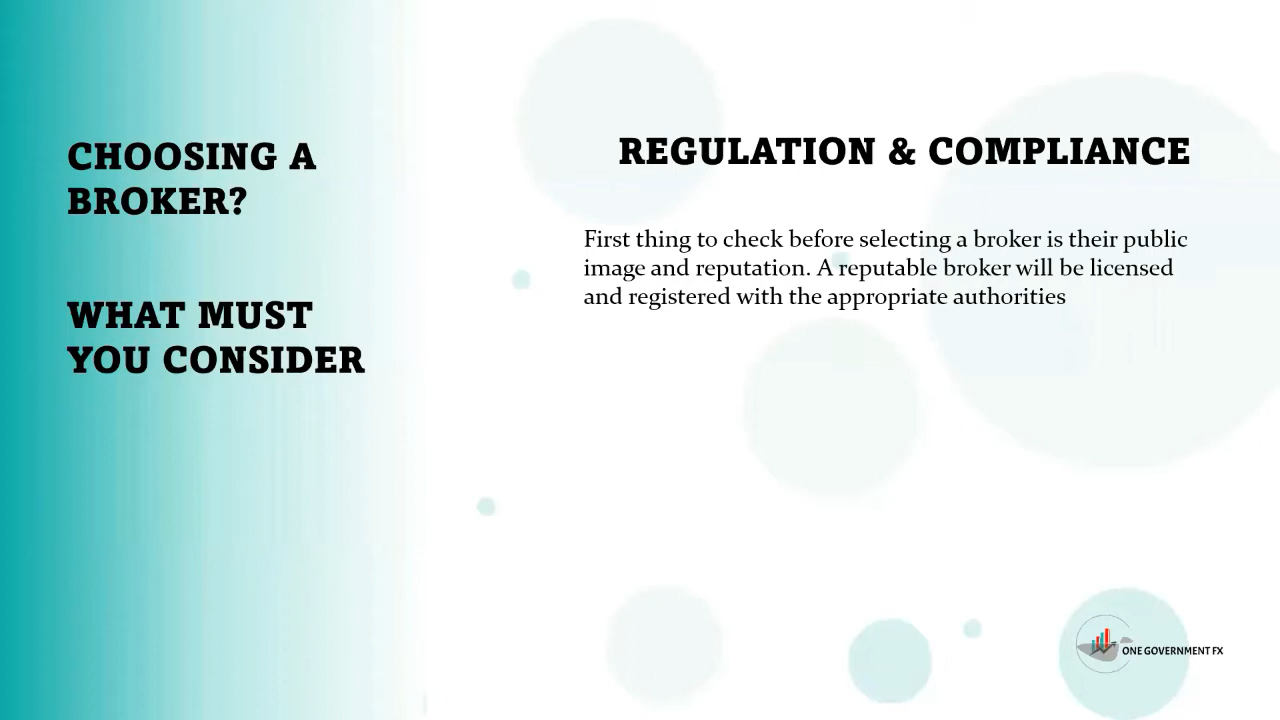 CHOOSING A
BROKER?
WHAT MUST
YOU CONSIDER
REGULATION & COMPLIANCE
First thing to check before selecting a broker is their public
image and reputation. A reputable broker will be licensed
and registered with the appropriate authorities
ONE GOVERNMENT FX